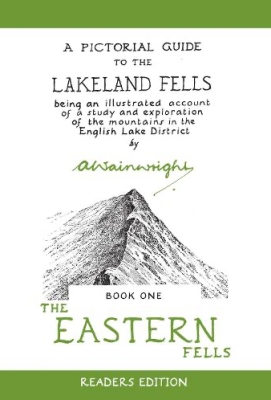 A PICTORIAL GUIDE
TO THE
LAKELAND FELLS
being an illustrated account
of a study and exploration
of the mountains in the
English Lake District
by
AWainwright
BOOK ONE
THE
EASTERN
FELLS
READERS EDITION